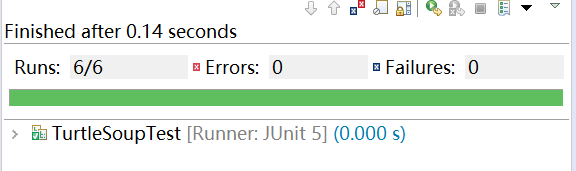 Finished after 0.14 seconds
Runs: 6/6 Errors: 0 Failures: 0
TurtleSoupTest [Runner: JUnit 5] (0.000 s)